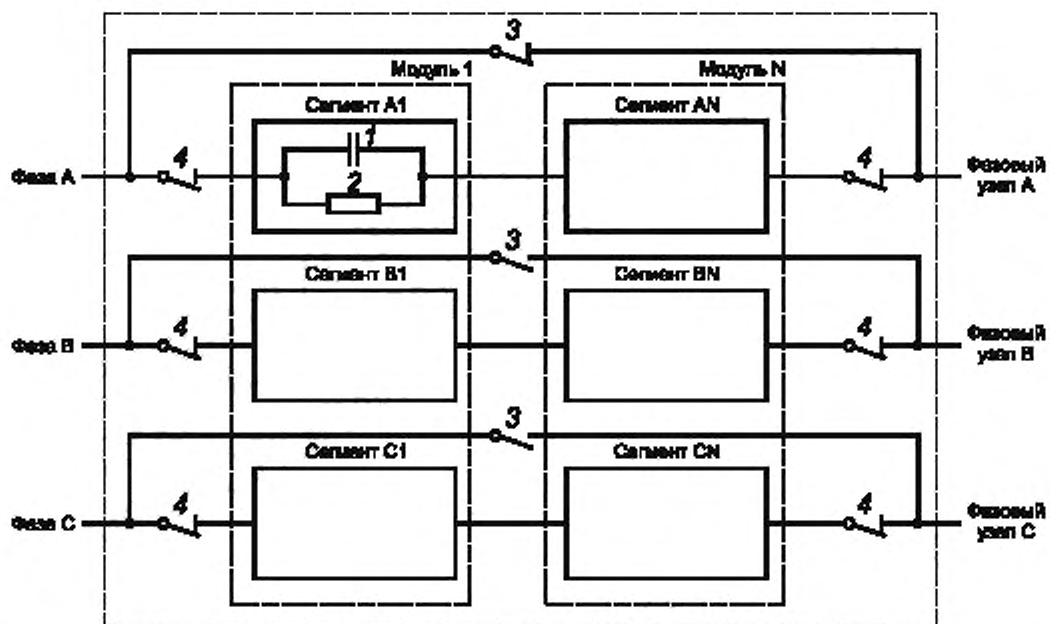 3
Модуль 1
Модуль N
Сегмент A1
Сегмент AN
1
2
4
4
Фаза A
Фазовый
узел A
3
Сегмент B1
Сегмент BN
4
4
Фаза B
Фазовый
узел B
3
Сегмент C1
Сегмент CN
4
4
Фаза C
Фазовый
узел C